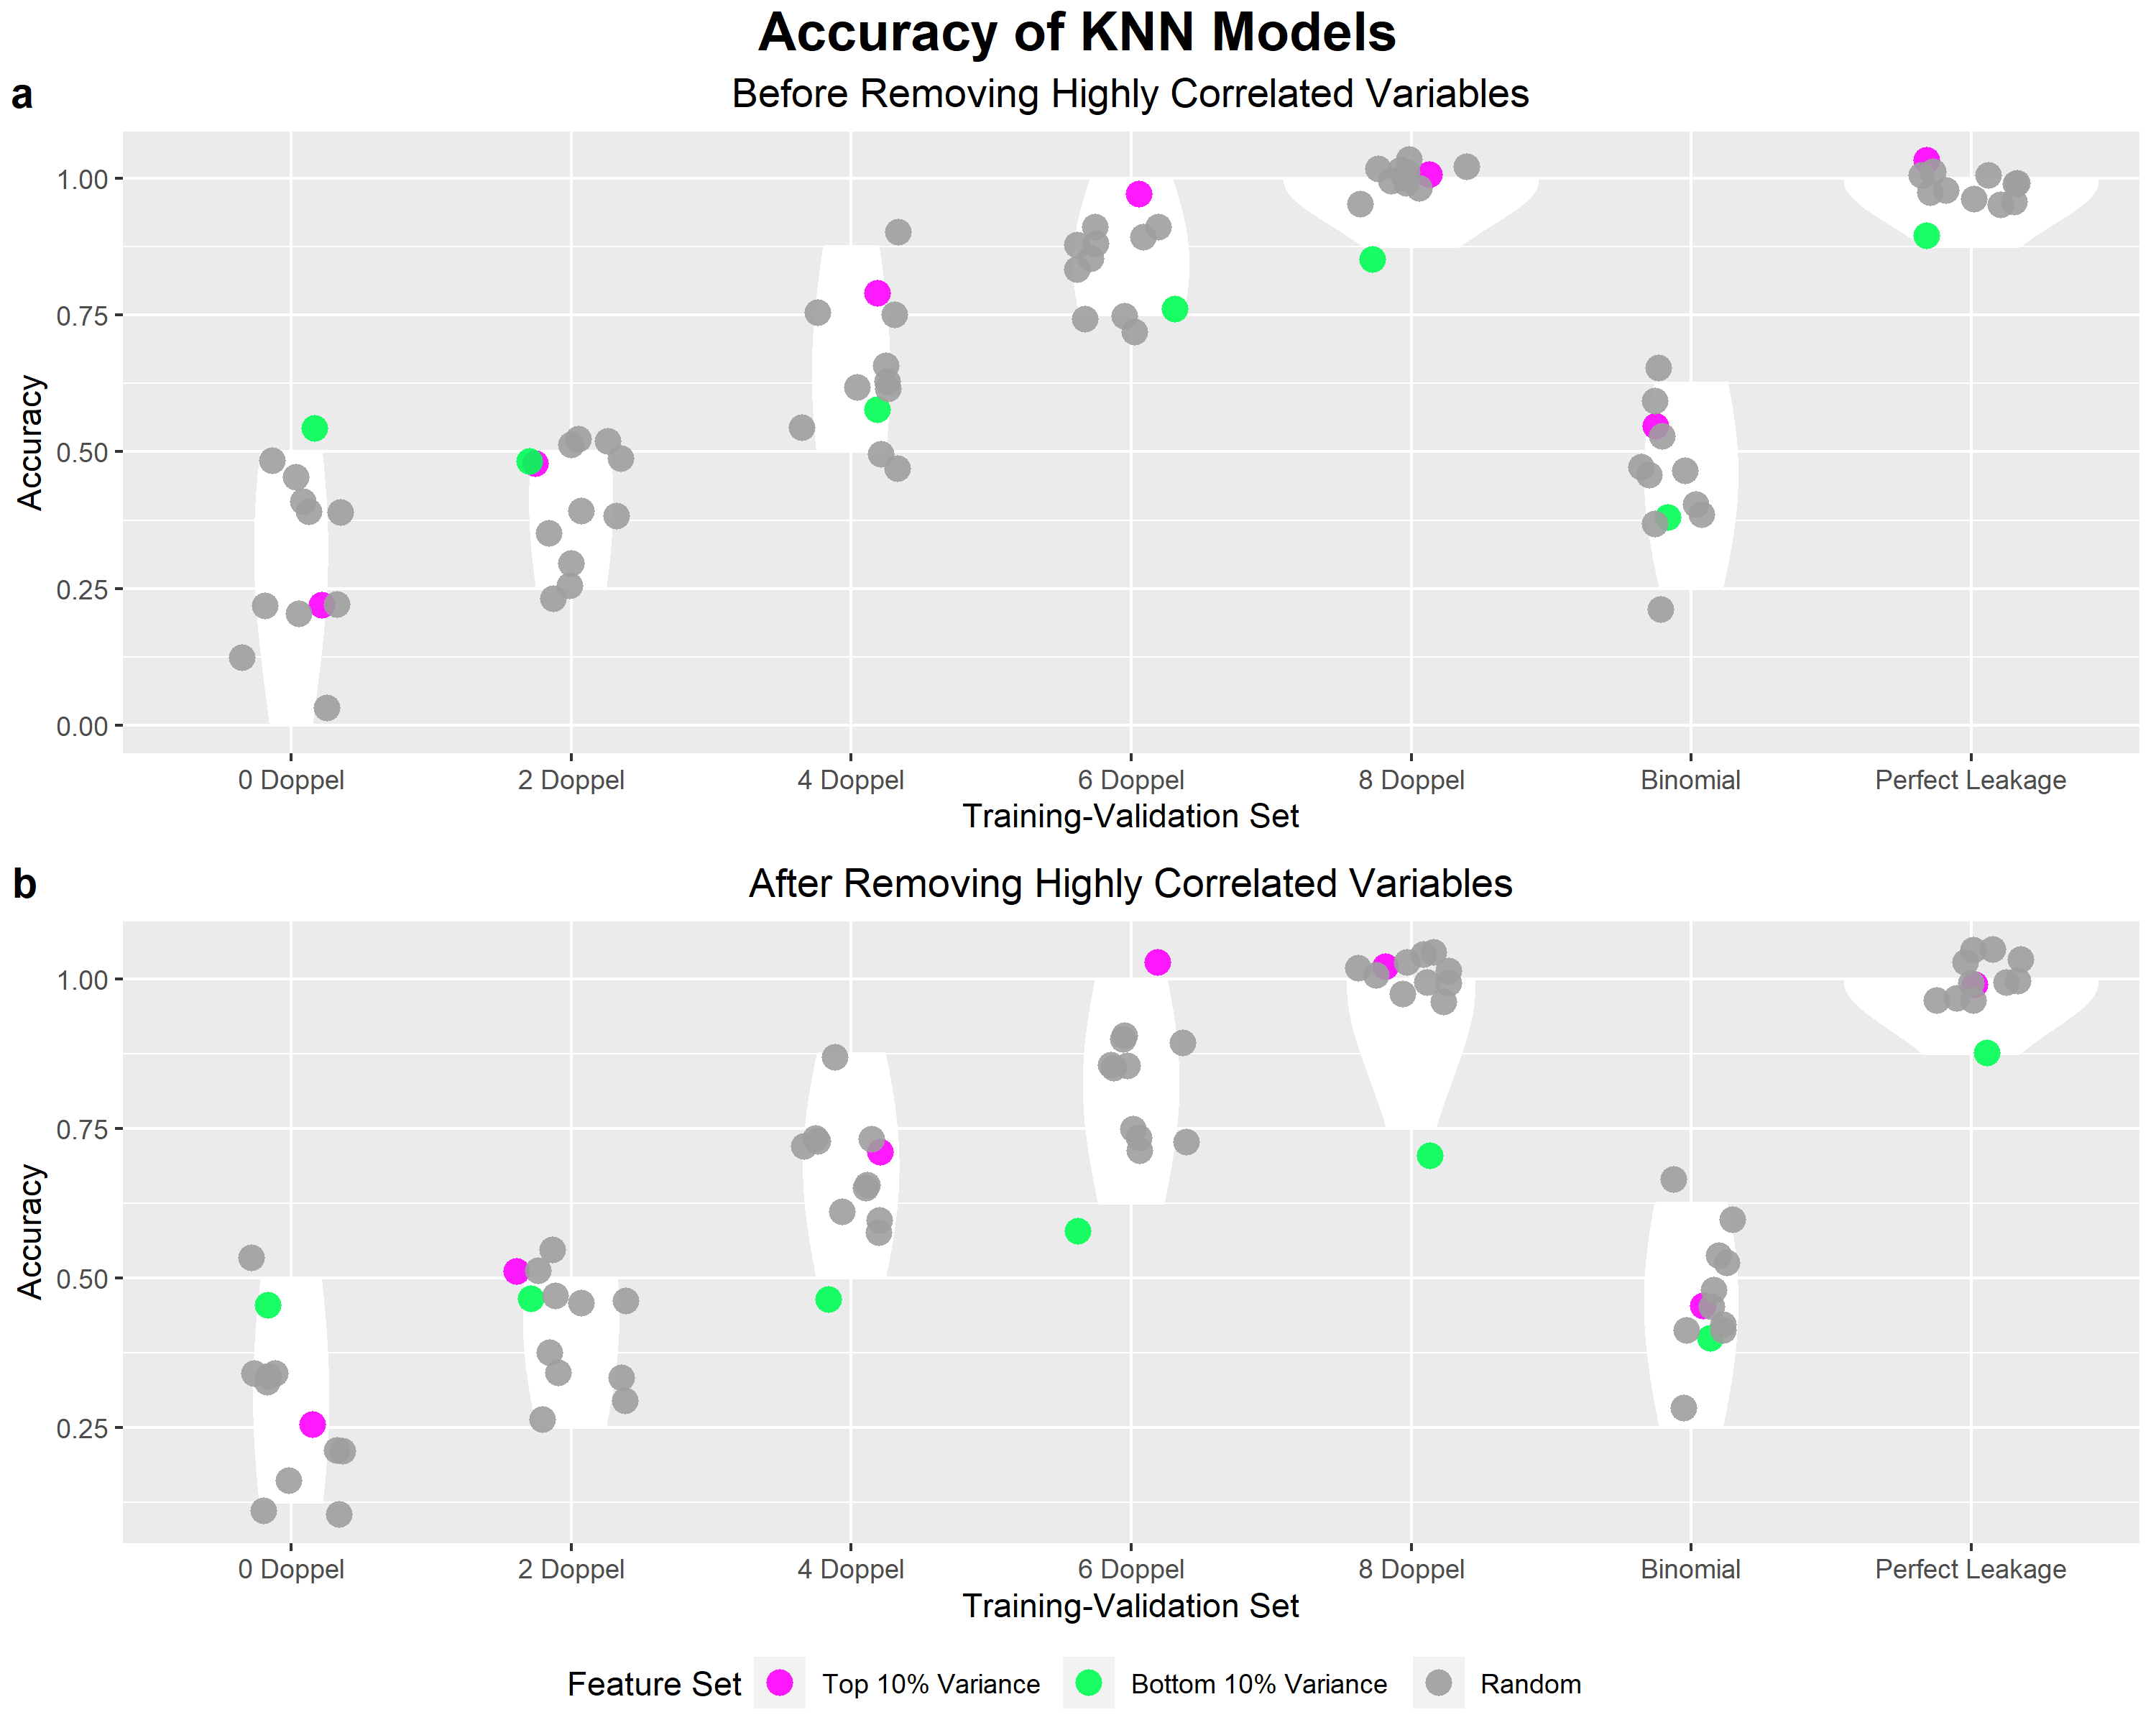 Accuracy of KNN Models
a
Before Removing Highly Correlated Variables
Accuracy
1.00
0.75
0.50
0.25
0.00
0 Doppel 2 Doppel 4 Doppel 6 Doppel 8 Doppel Binomial Perfect Leakage
Training-Validation Set
b
After Removing Highly Correlated Variables
Accuracy
1.00
0.75
0.50
0.25
0 Doppel 2 Doppel 4 Doppel 6 Doppel 8 Doppel Binomial Perfect Leakage
Training-Validation Set
Feature Set Top 10% Variance Bottom 10% Variance Random